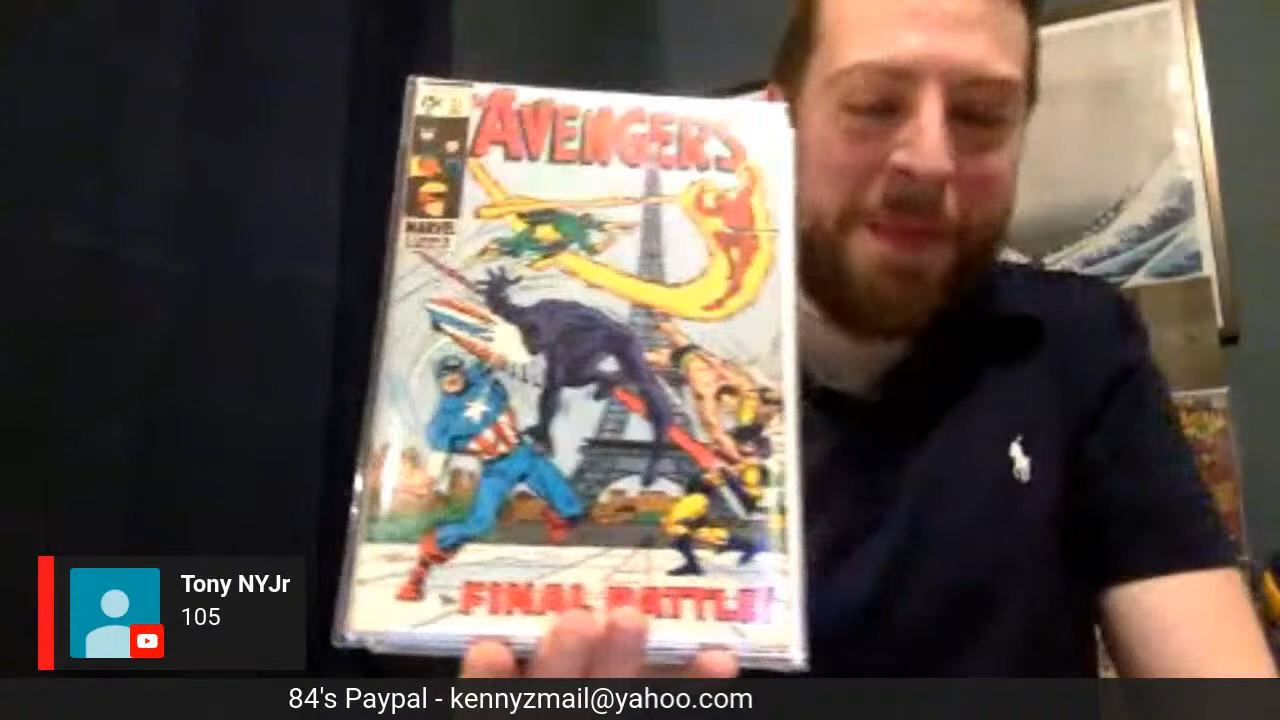 AVENGERS
MARVEL
FINAL BATTLE!
Tony NYJr
105
84's Paypal - kennyzmail@yahoo.com